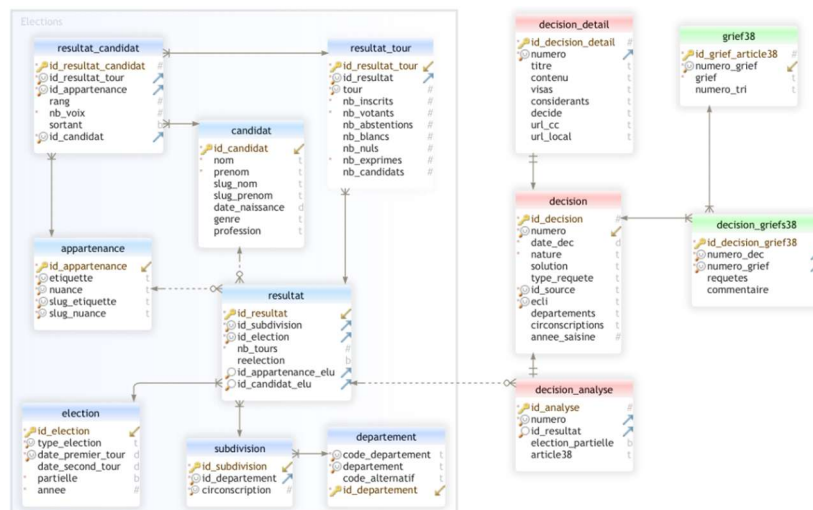 Elections
resultat_candidat
id_resultat_candidat #
id_resultat_tour
id_appartenance
rang #
nb_voix #
sortant b
id_candidat
resultat_tour
id_resultat_tour
id_resultat
tour #
nb_inscrits #
nb_votants #
nb_abstentions #
nb_blancs #
nb_nuls #
nb_exprimes #
nb_candidats #
candidat
id_candidat
nom t
prenom t
slug_nom t
slug_prenom t
date_naissance d
genre t
profession t
appartenance
id_appartenance
etiquette t
nuance t
slug_etiquette t
slug_nuance t
resultat
id_resultat
id_subdivision
id_election
nb_tours #
reelection b
id_appartenance_elu
id_candidat_elu
election
id_election
type_election t
date_premier_tour d
date_second_tour d
partielle b
annee #
subdivision
id_subdivision
id_departement
circonscription #
departement
code_departement t
departement t
code_alternatif t
id_departement
decision_detail
id_decision_detail #
numero
titre t
contenu t
visas t
considerants t
decide t
url_cc t
url_local t
decision
id_decision #
numero
date_dec d
nature t
solution t
type_requete t
id_source t
ecli t
departements t
circonscriptions t
annee_saisine #
decision_analyse
id_analyse #
numero
id_resultat
election_partielle b
article38 t
grief38
id_grief_article38 #
numero_grief
grief t
numero_tri t
decision_griefs38
id_decision_grief38
numero_dec
numero_grief
requetes
commentaire